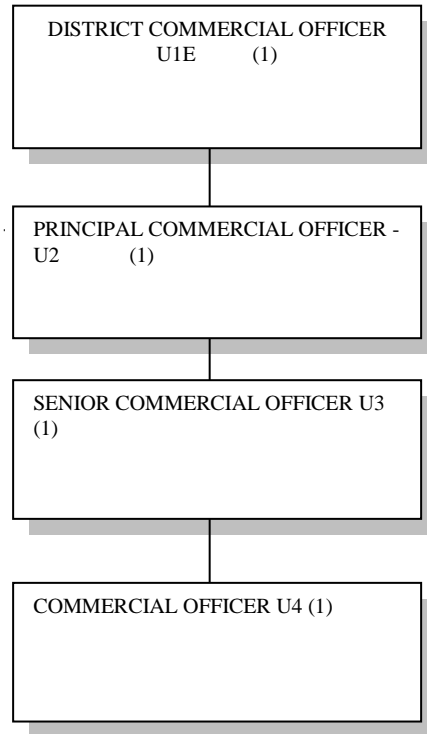 DISTRICT COMMERCIAL OFFICER
U1E (1)
PRINCIPAL COMMERCIAL OFFICER -
U2 (1)
SENIOR COMMERCIAL OFFICER U3
(1)
COMMERCIAL OFFICER U4 (1)